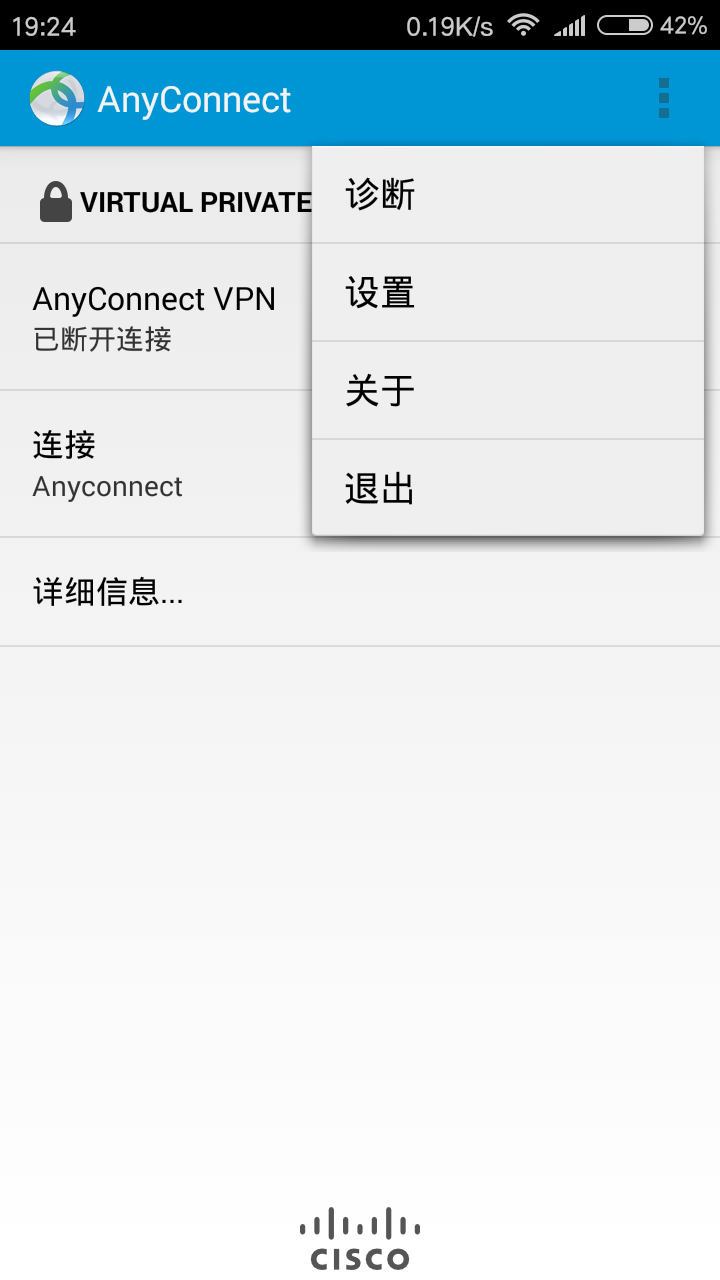 19:24
0.19K/s
42%
AnyConnect
VIRTUAL PRIVATE
AnyConnect VPN
已断开连接
连接
Anyconnect
详细信息...
诊断
设置
关于
退出
CISCO